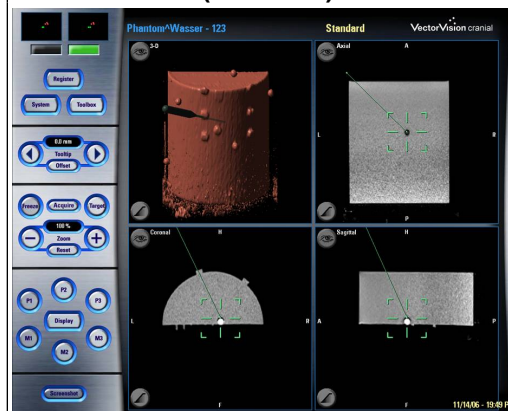 Phantom^Wasser - 123
Standard
VectorVision cranial
Register
System
Toolbox
0.0 mm
Tooltip
Offset
Freeze
Acquire
Target
100 %
Zoom
Reset
P1
P2
P3
Display
M1
M2
M3
Screenshot
3-D
Axial
A
L
R
P
Coronal
H
L
R
F
Sagittal
H
A
P
F
11/14/06 - 19:49 P